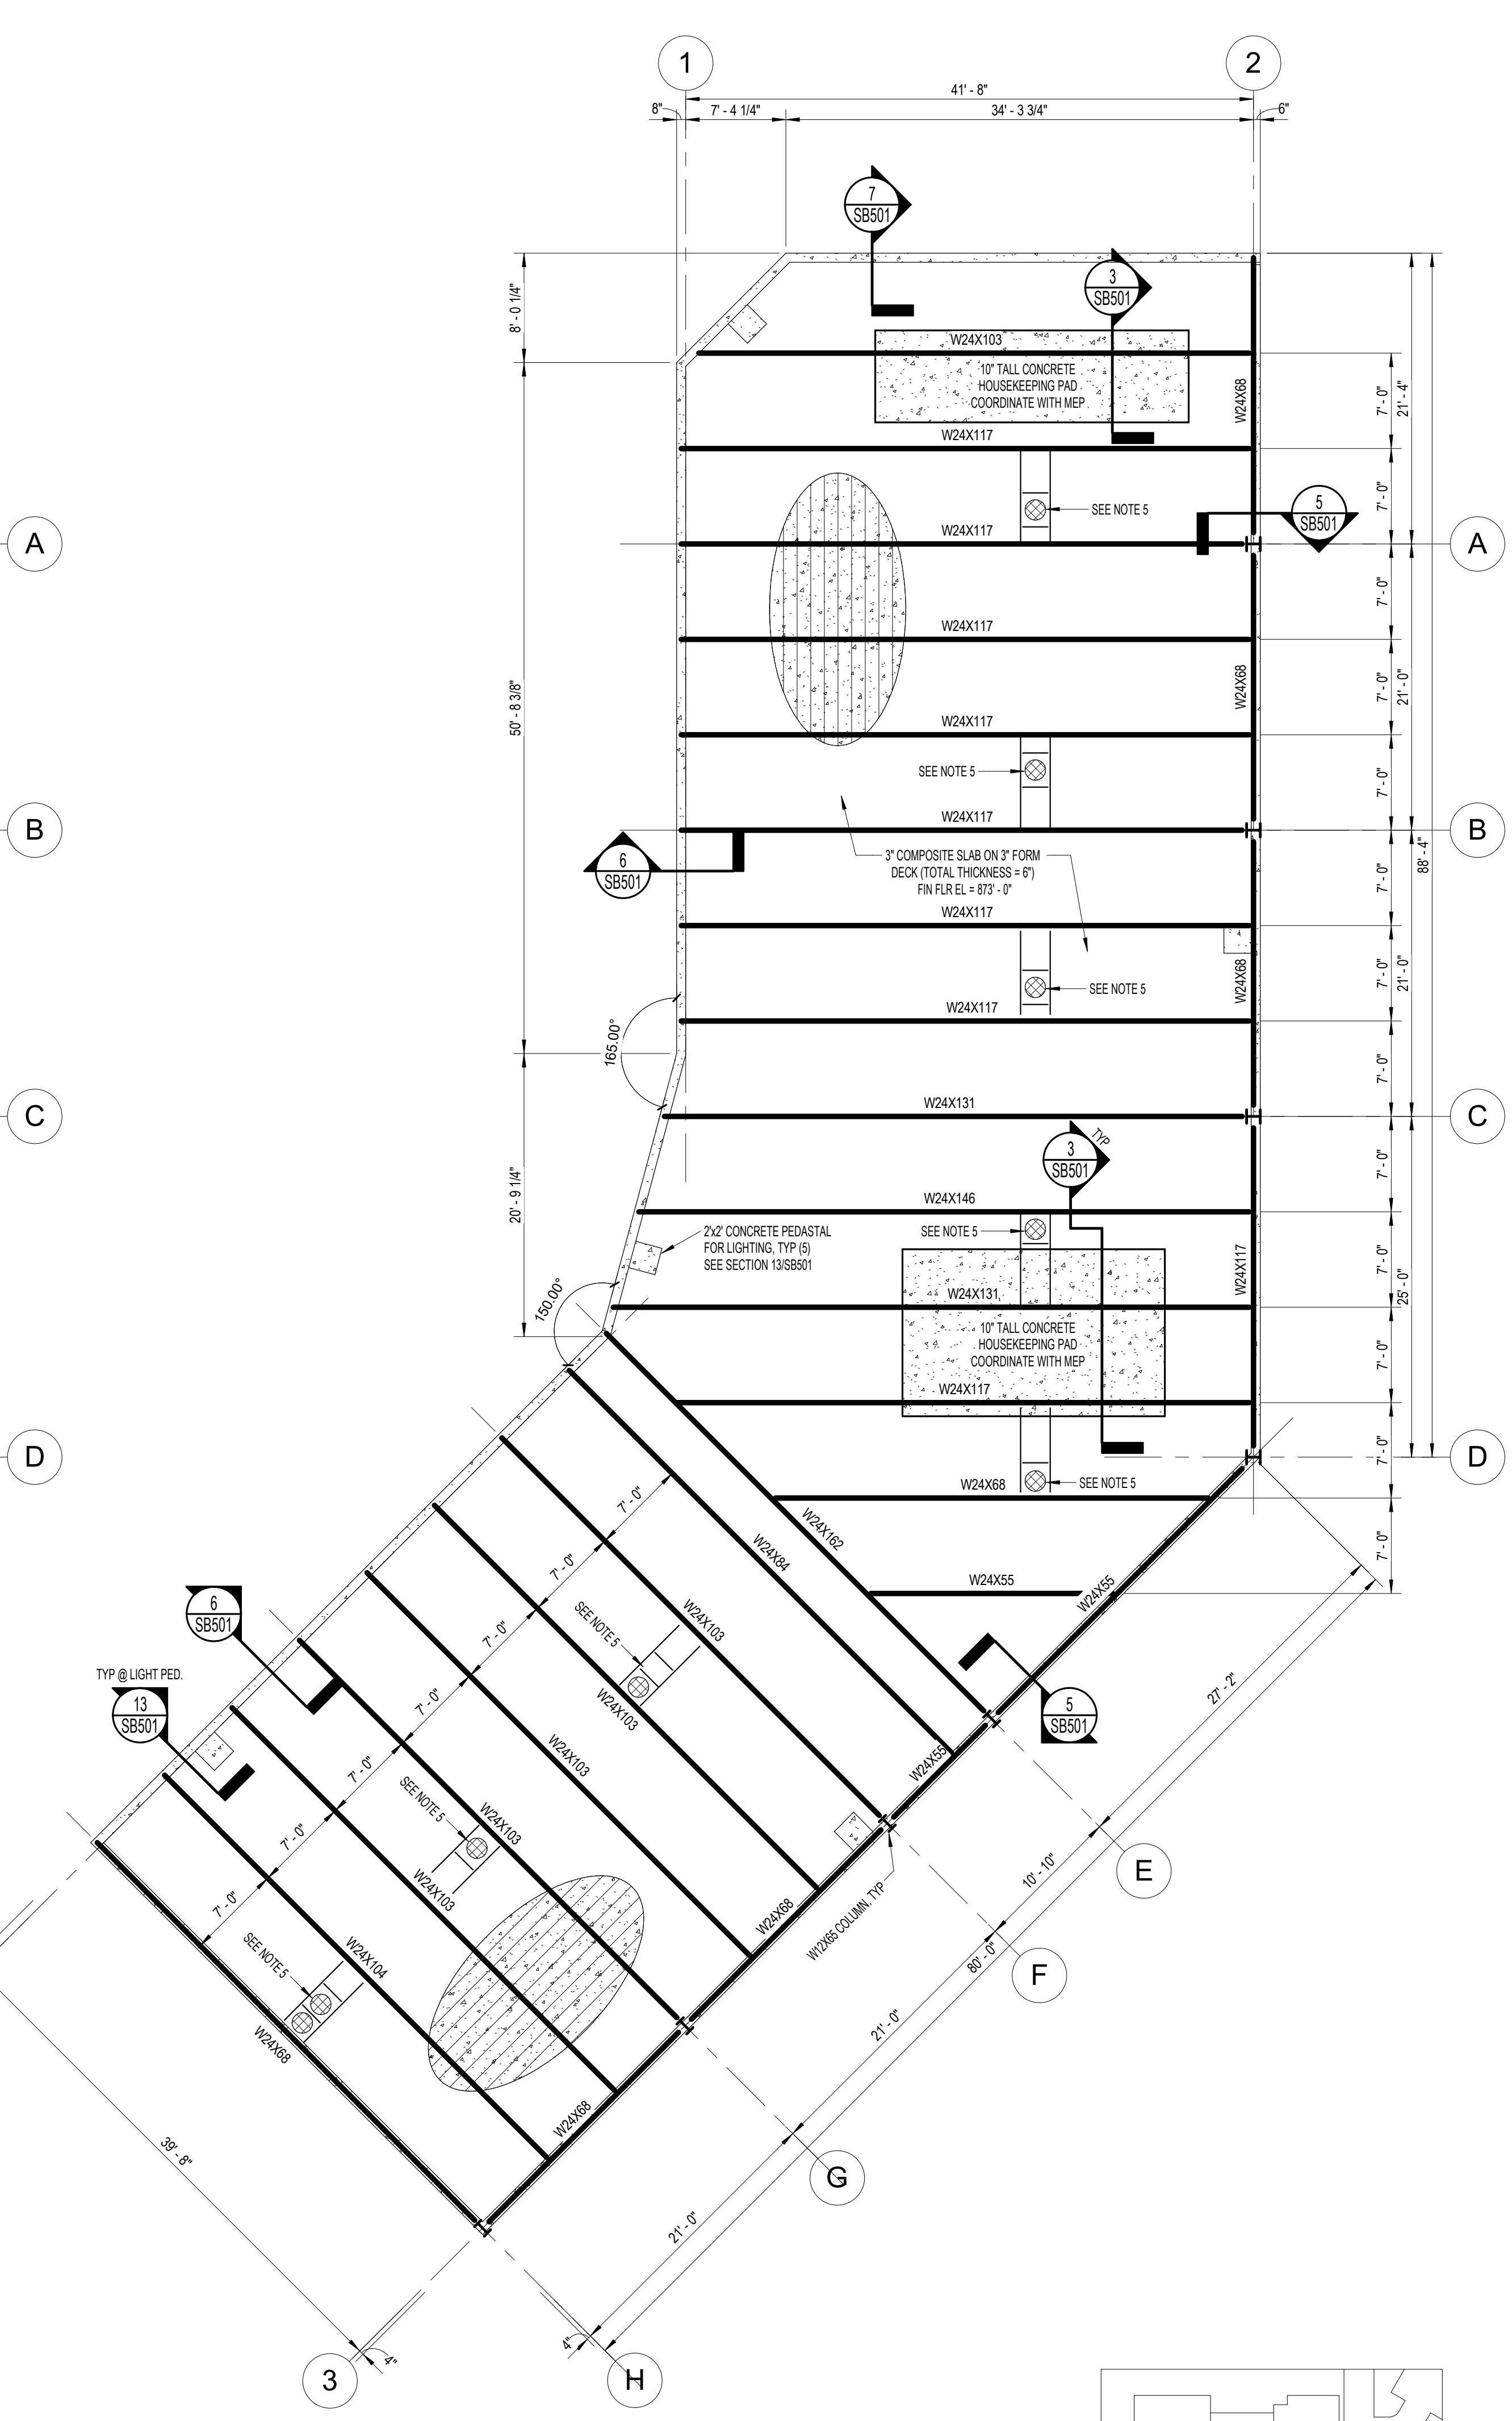 1
2
41' - 8"
8"
7' - 4 1/4"
34' - 3 3/4"
6"
7
SB501
3
SB501
8' - 0 1/4"
W24X103
10" TALL CONCRETE
HOUSEKEEPING PAD
COORDINATE WITH MEP
W24X68
7' - 0"
21' - 4"
W24X117
SEE NOTE 5
7' - 0"
5
SB501
A
W24X117
A
7' - 0"
W24X117
50' - 8 3/8"
W24X68
7' - 0"
21' - 0"
W24X117
SEE NOTE 5
7' - 0"
B
W24X117
B
6
SB501
3" COMPOSITE SLAB ON 3" FORM
DECK (TOTAL THICKNESS = 6")
FIN FLR EL = 873' - 0"
7' - 0"
88' - 4"
W24X117
W24X68
7' - 0"
21' - 0"
SEE NOTE 5
W24X117
165.00°
7' - 0"
C
W24X131
C
3
SB501
TYP
7' - 0"
20' - 9 1/4"
W24X146
2'x2' CONCRETE PEDASTAL
FOR LIGHTING, TYP (5)
SEE SECTION 13/SB501
SEE NOTE 5
W24X117
7' - 0"
25' - 0"
150.00°
W24X131
10" TALL CONCRETE
HOUSEKEEPING PAD
COORDINATE WITH MEP
7' - 0"
W24X117
D
D
7' - 0"
W24X68
SEE NOTE 5
W24X162
7' - 0"
W24X84
7' - 0"
W24X55
W24X55
7' - 0"
6
SB501
SEE NOTE 5
W24X103
7' - 0"
TYP @ LIGHT PED.
13
SB501
W24X103
5
SB501
27' - 2"
7' - 0"
W24X103
W24X55
7' - 0"
SEE NOTE 5
W24X103
7' - 0"
W24X103
10' - 10"
E
7' - 0"
W24X68
W12X65 COLUMN, TYP
SEE NOTE 5
W24X104
80' - 0"
F
W24X68
21' - 0"
W24X68
39' - 8"
G
21' - 0"
4"
4"
3
H